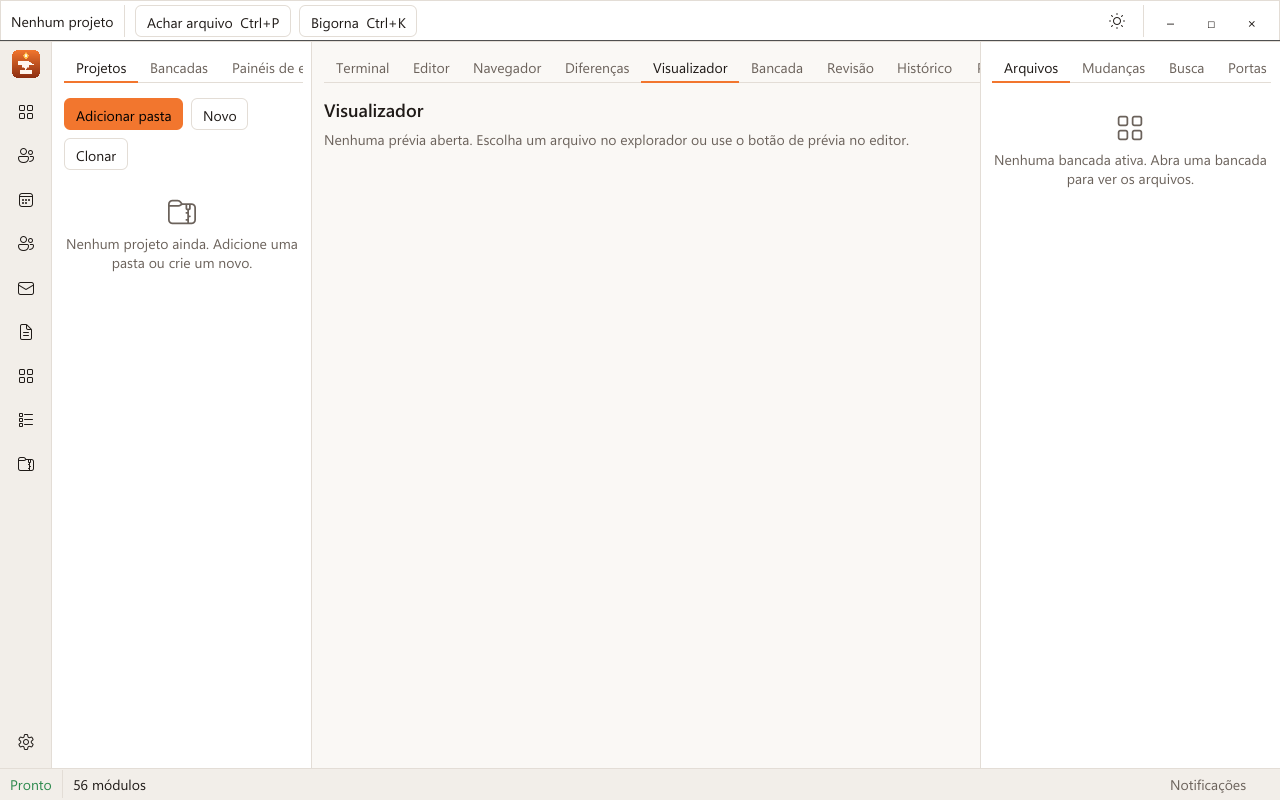 Nenhum projeto
Achar arquivo Ctrl+P
Bigorna Ctrl+K
Projetos
Bancadas
Painéis de e
Adicionar pasta
Novo
Clonar
Nenhum projeto ainda. Adicione uma
pasta ou crie um novo.
Terminal
Editor
Navegador
Diferenças
Visualizador
Bancada
Revisão
Histórico
Visualizador
Nenhuma prévia aberta. Escolha um arquivo no explorador ou use o botão de prévia no editor.
Arquivos
Mudanças
Busca
Portas
Nenhuma bancada ativa. Abra uma bancada
para ver os arquivos.
Pronto
56 módulos
Notificações